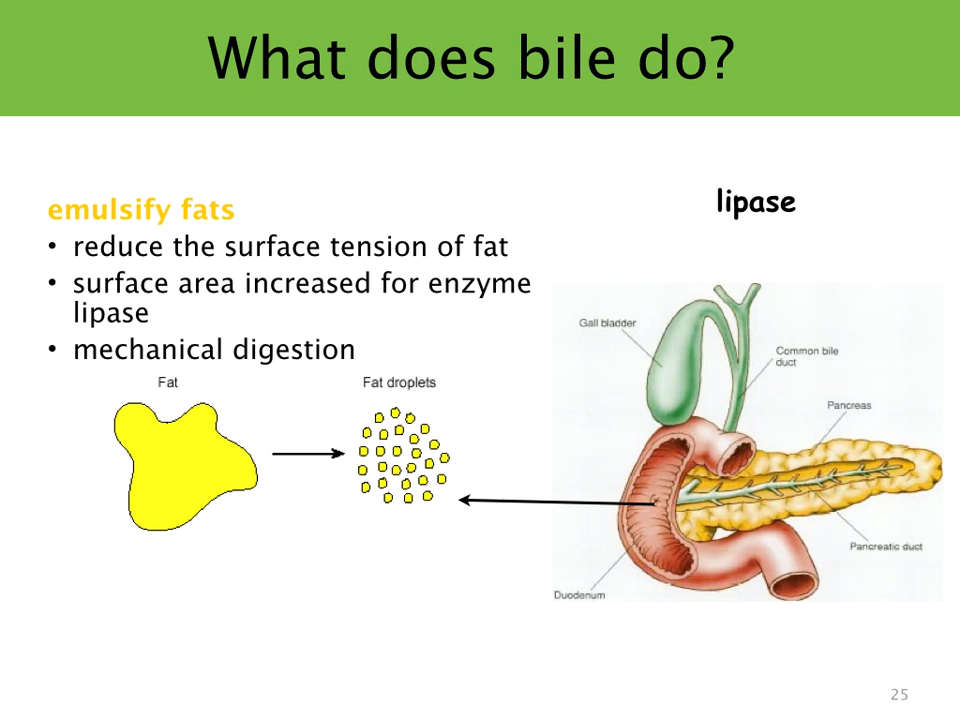 What does bile do?
emulsify fats
• reduce the surface tension of fat
• surface area increased for enzyme
lipase
• mechanical digestion
Fat
Fat droplets
lipase
Gall bladder
Common bile
duct
Pancreas
Pancreatic duct
Duodenum
25